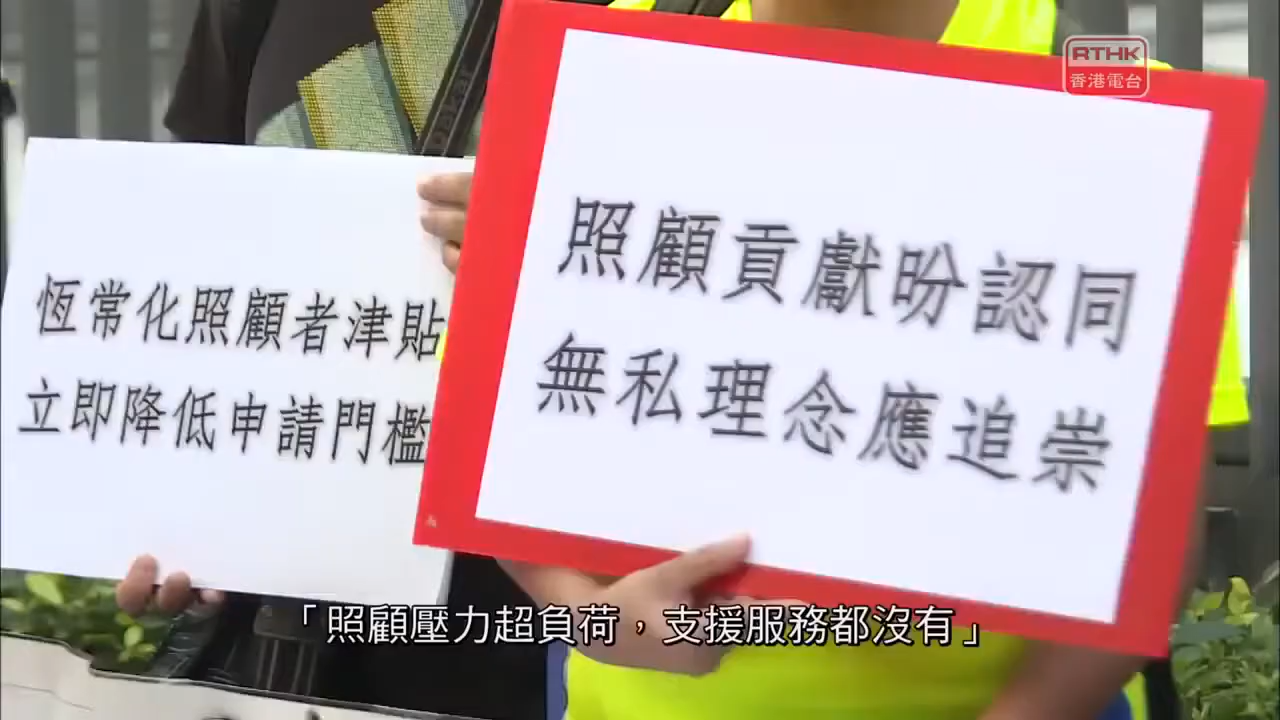 RTHK
香港電台
照顧貢獻昐認同
無私理念應追崇
恆常化照顧者津貼
立即降低申請門檻
「照顧壓力超負荷，支援服務都沒有」